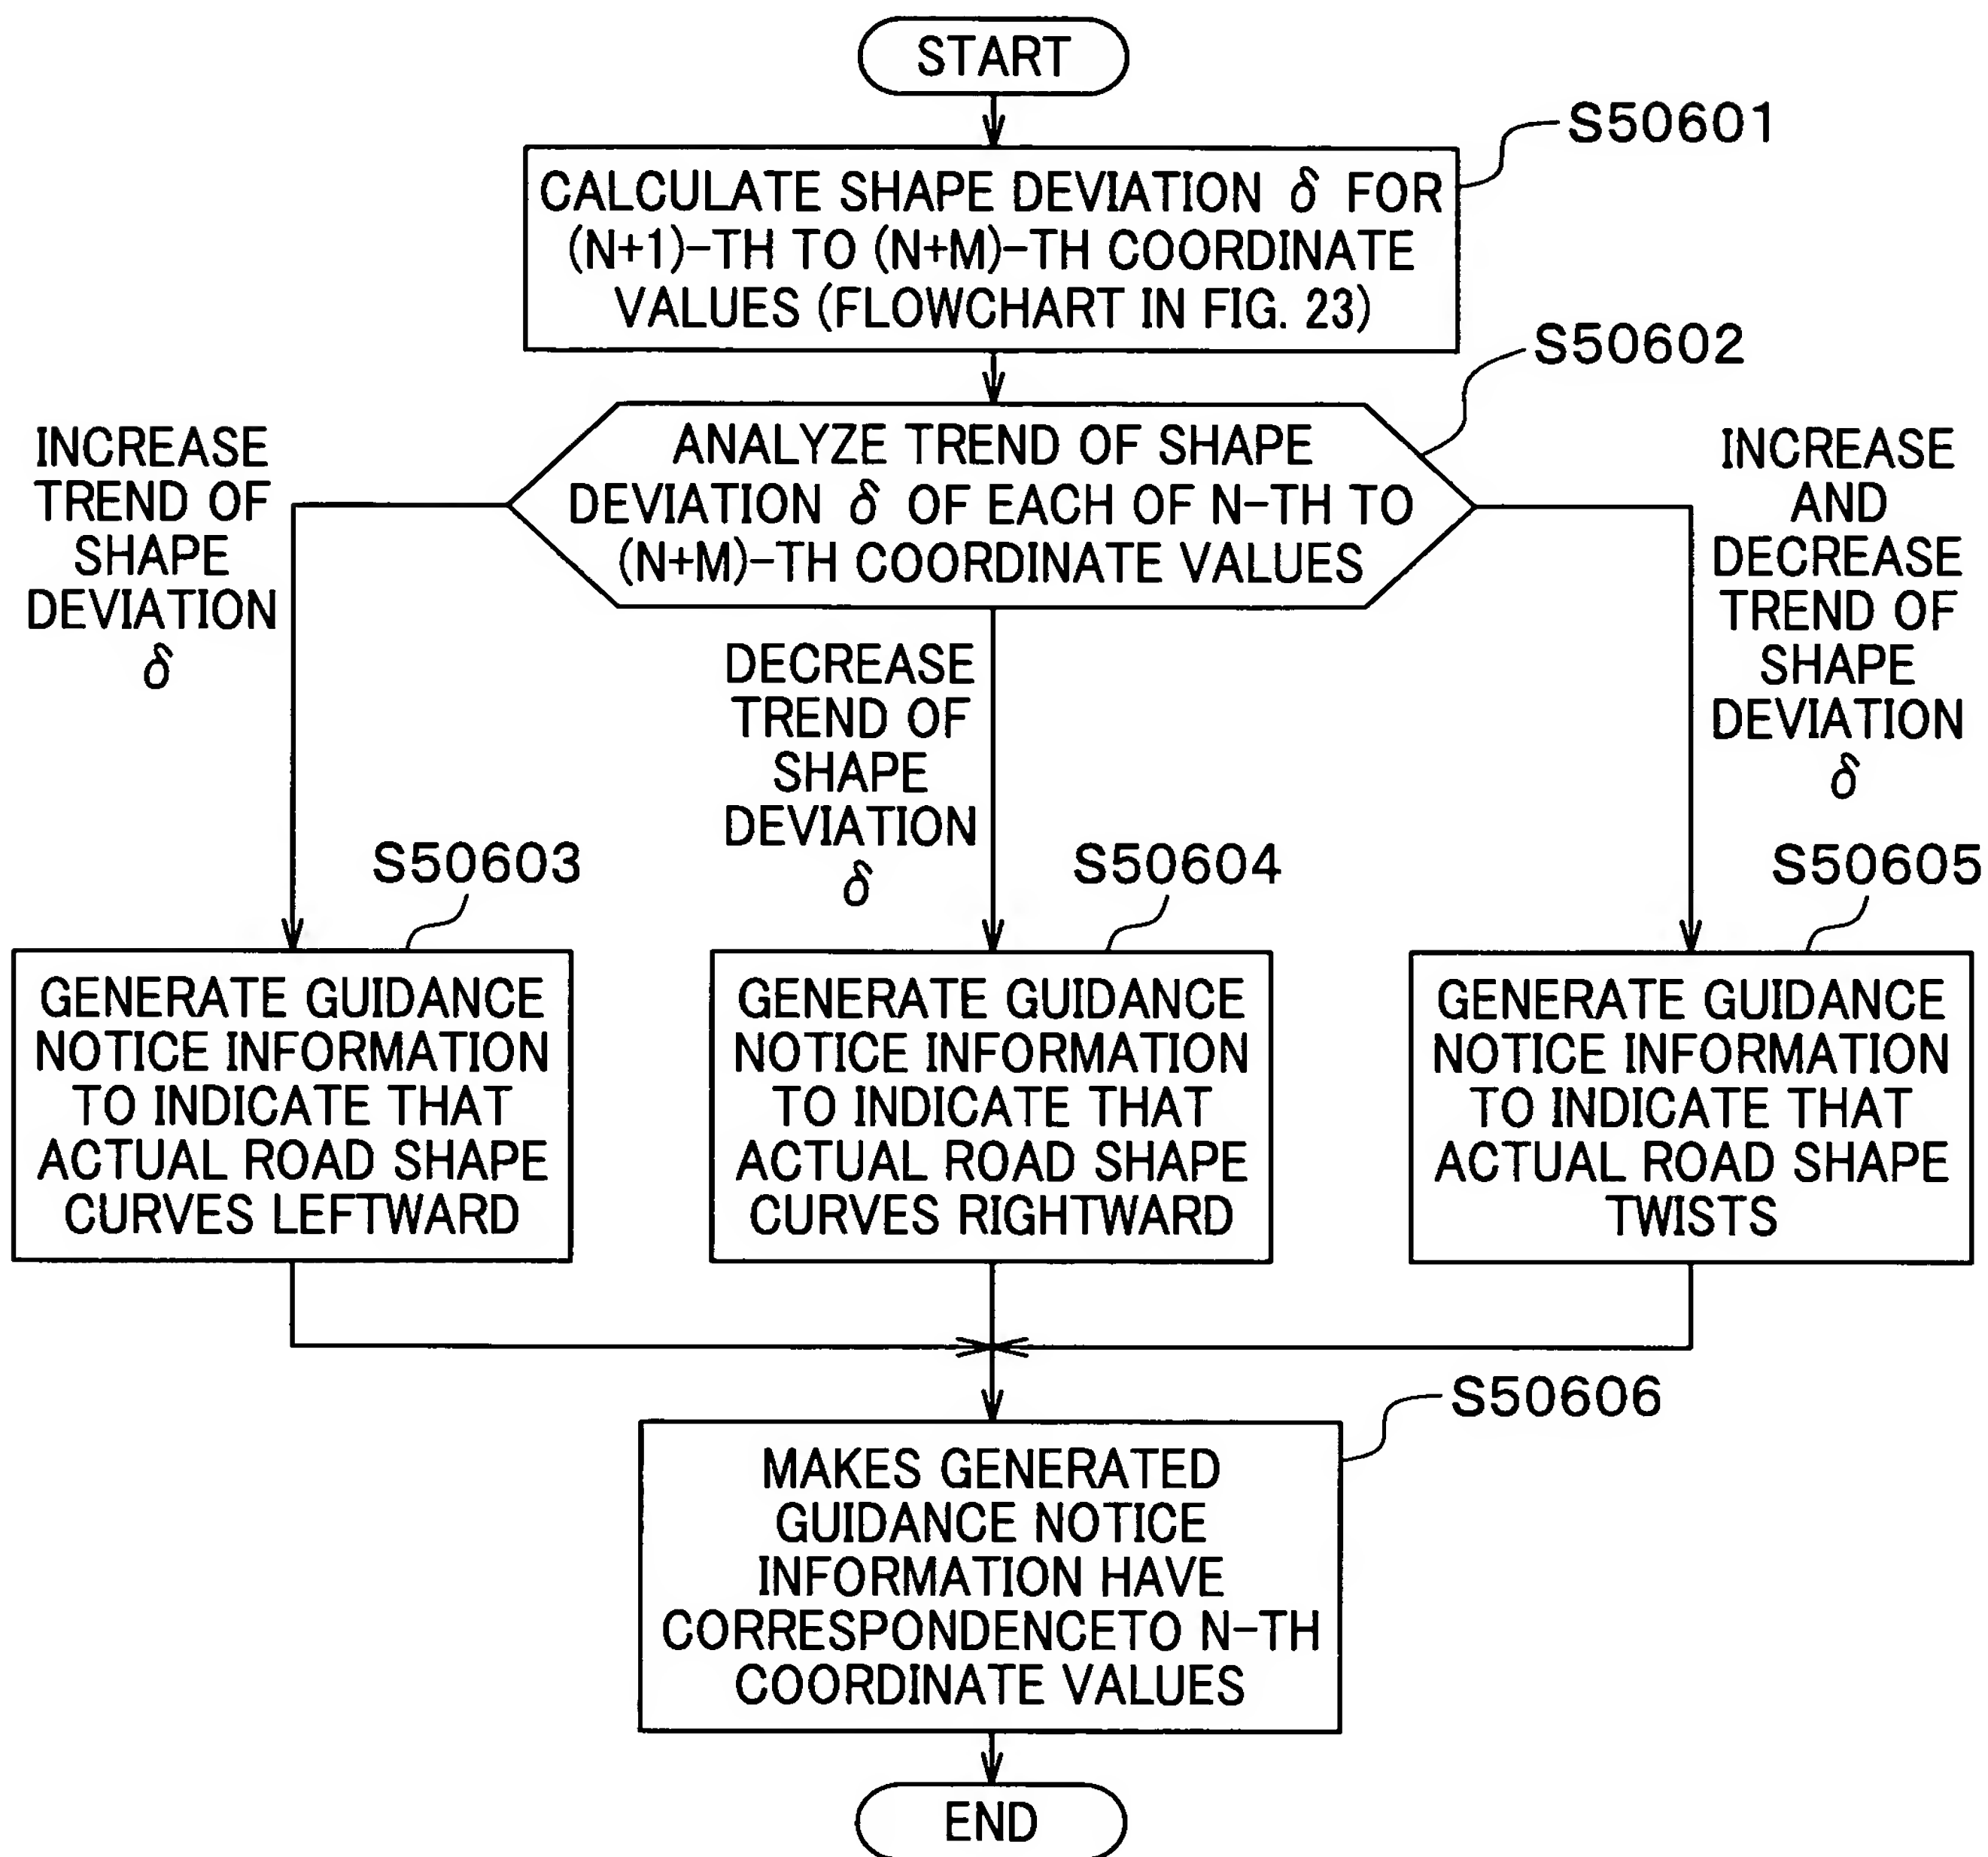 START
S50601
CALCULATE SHAPE DEVIATION δ FOR
(N+1)-TH TO (N+M)-TH COORDINATE
VALUES (FLOWCHART IN FIG. 23)
S50602
ANALYZE TREND OF SHAPE
DEVIATION δ OF EACH OF N-TH TO
(N+M)-TH COORDINATE VALUES
INCREASE
TREND OF
SHAPE
DEVIATION
δ
DECREASE
TREND OF
SHAPE
DEVIATION
δ
INCREASE
AND
DECREASE
TREND OF
SHAPE
DEVIATION
δ
S50603
GENERATE GUIDANCE
NOTICE INFORMATION
TO INDICATE THAT
ACTUAL ROAD SHAPE
CURVES LEFTWARD
S50604
GENERATE GUIDANCE
NOTICE INFORMATION
TO INDICATE THAT
ACTUAL ROAD SHAPE
CURVES RIGHTWARD
S50605
GENERATE GUIDANCE
NOTICE INFORMATION
TO INDICATE THAT
ACTUAL ROAD SHAPE
TWISTS
S50606
MAKES GENERATED
GUIDANCE NOTICE
INFORMATION HAVE
CORRESPONDENCETO N-TH
COORDINATE VALUES
END